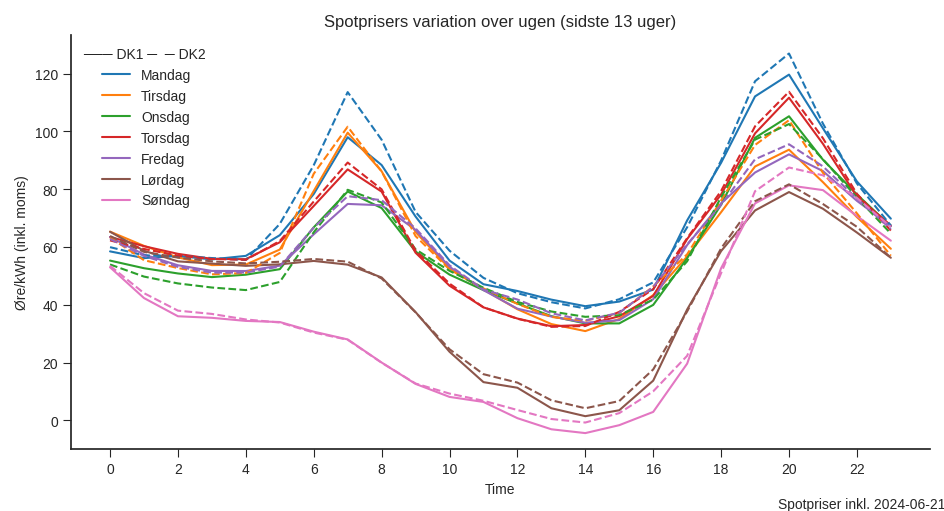 Spotprisers variation over ugen (sidste 13 uger)
DK1 DK2
Mandag
Tirsdag
Onsdag
Torsdag
Fredag
Lørdag
Søndag
Øre/kWh (inkl. moms)
120
100
80
60
40
20
0
0 2 4 6 8 10 12 14 16 18 20 22
Time
Spotpriser inkl. 2024-06-21